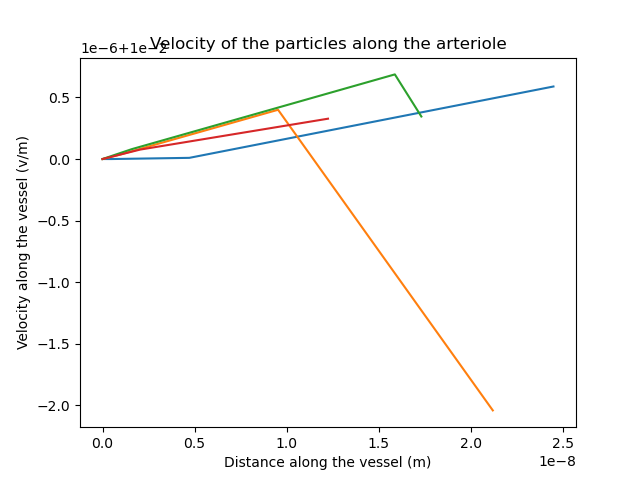 Velocity of the particles along the arteriole
1e−6+1e−2
0.5
0.0
−0.5
−1.0
−1.5
−2.0
Velocity along the vessel (v/m)
0.0 0.5 1.0 1.5 2.0 2.5
1e−8
Distance along the vessel (m)